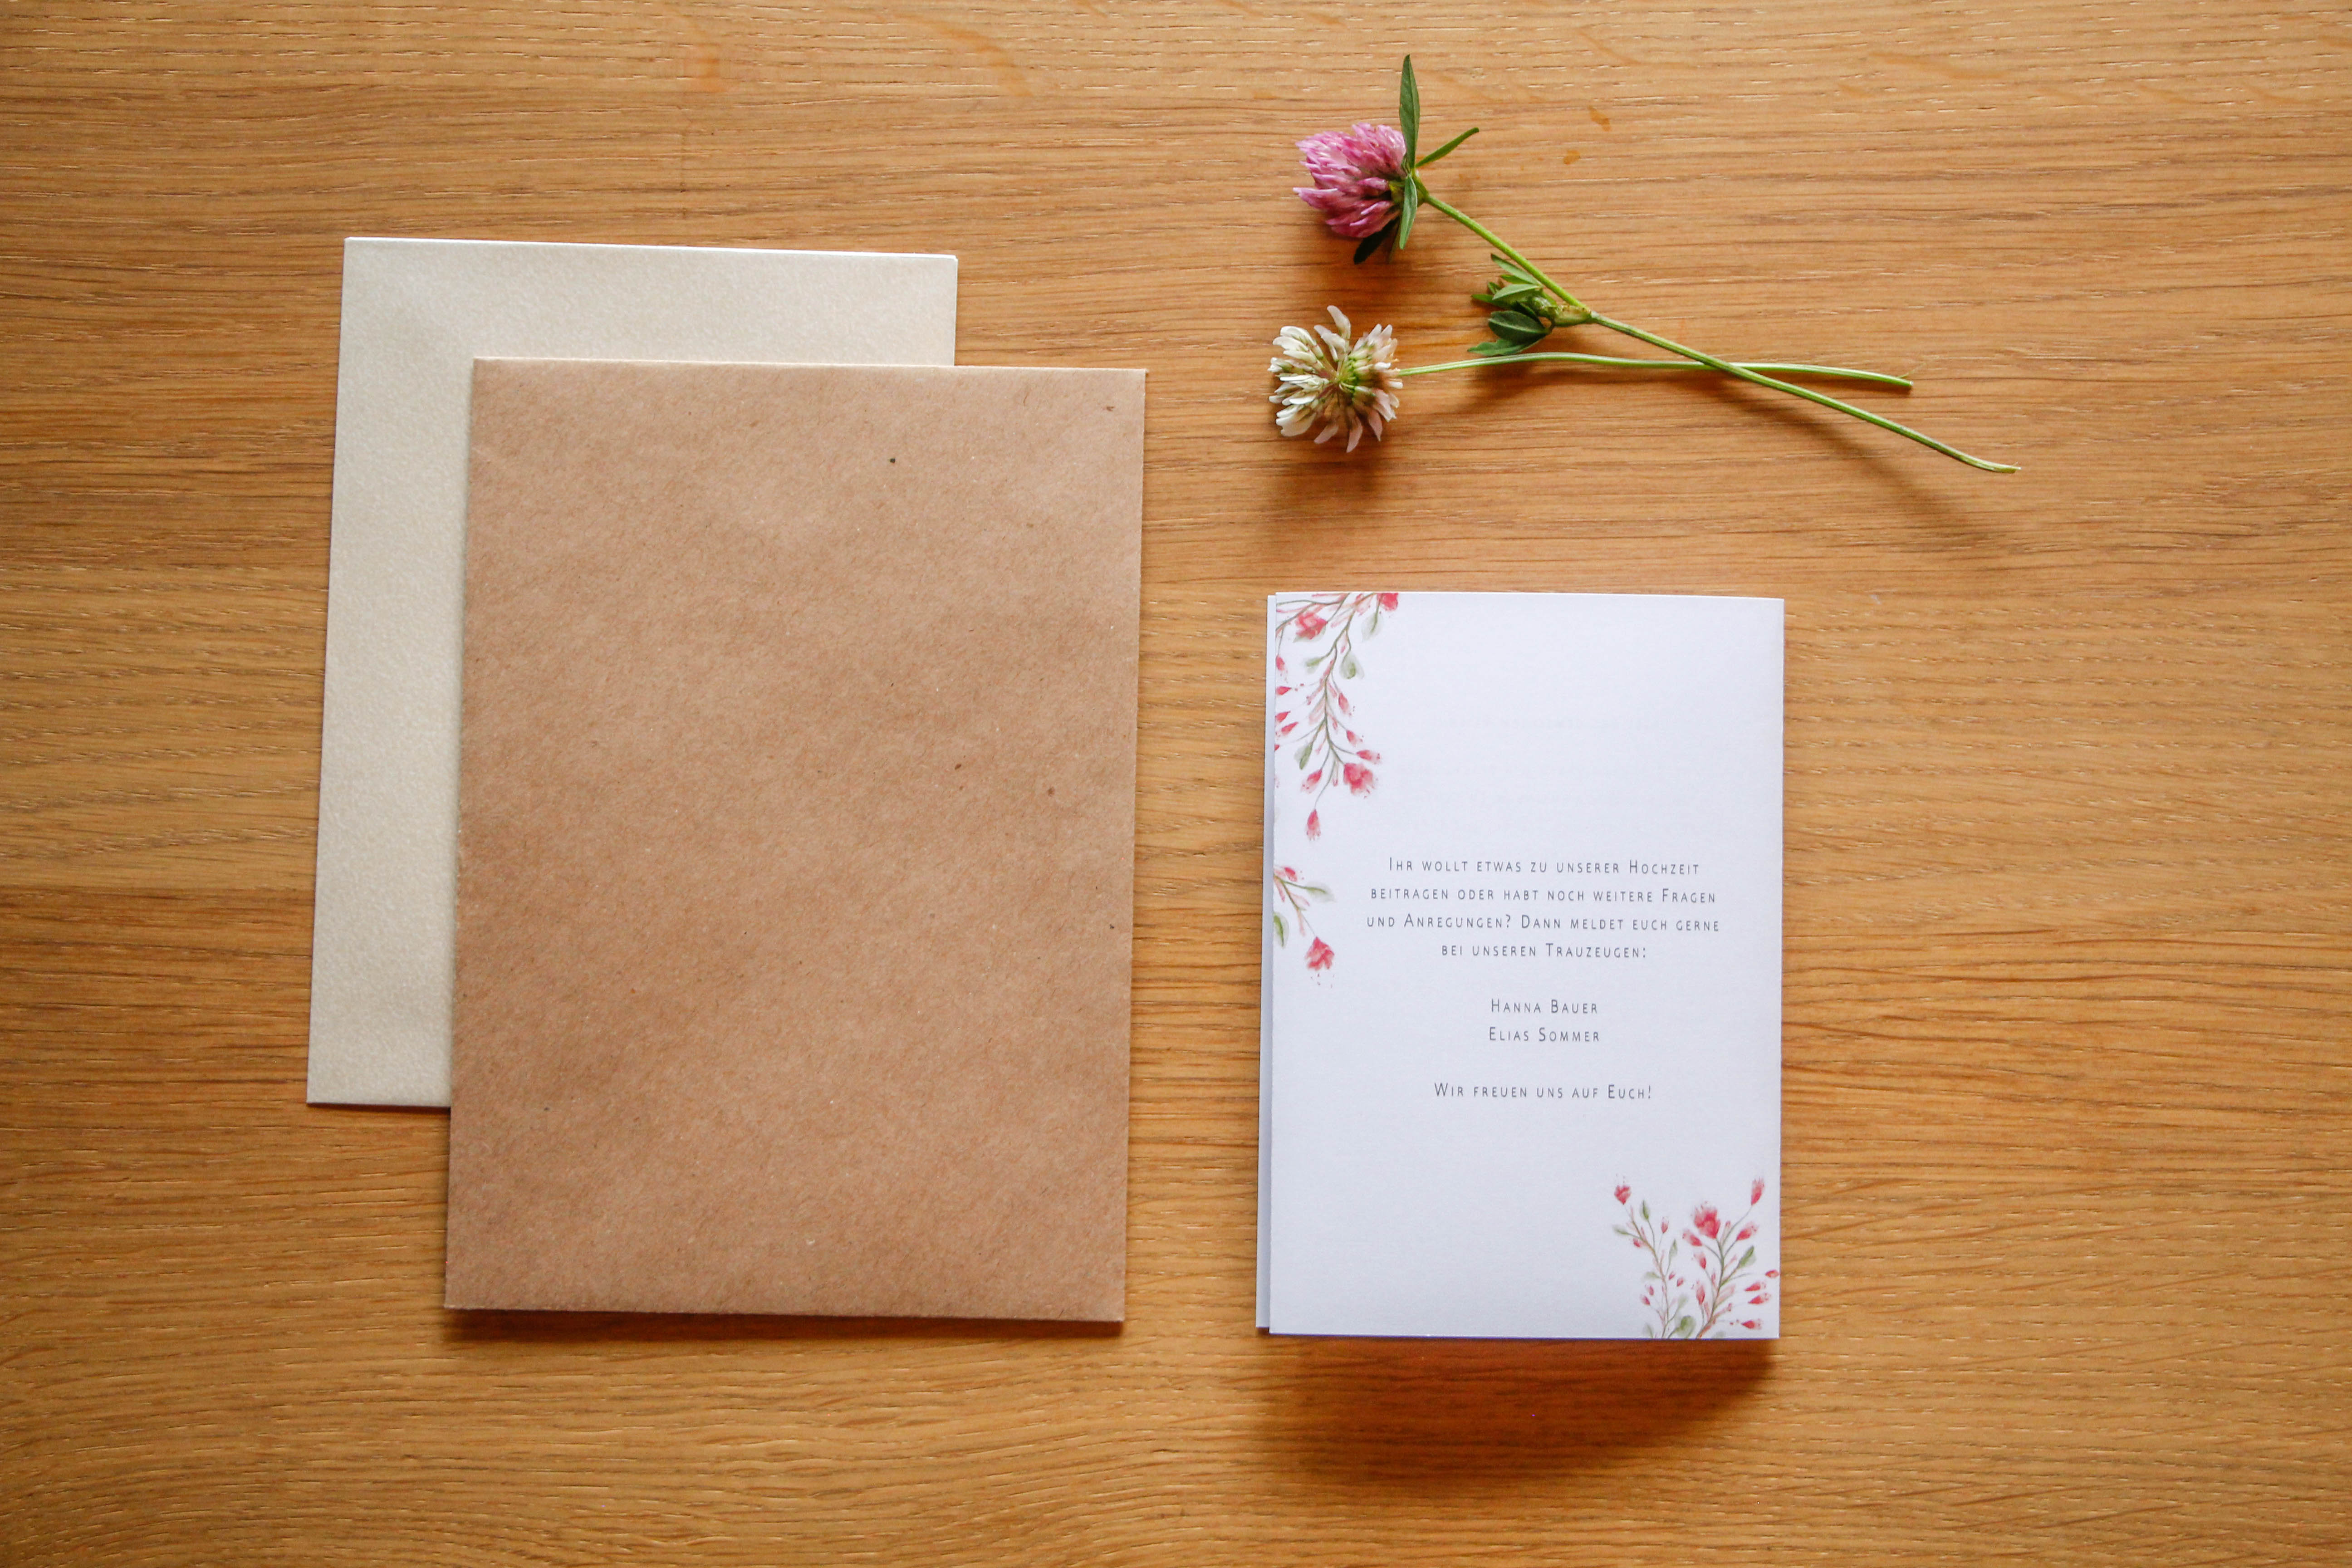 Ihr wollt etwas zu unserer Hochzeit
beitragen oder habt noch weitere Fragen
und Anregungen? Dann meldet euch gerne
bei unseren Trauzeugen:
Hanna Bauer
Elias Sommer
Wir freuen uns auf Euch!